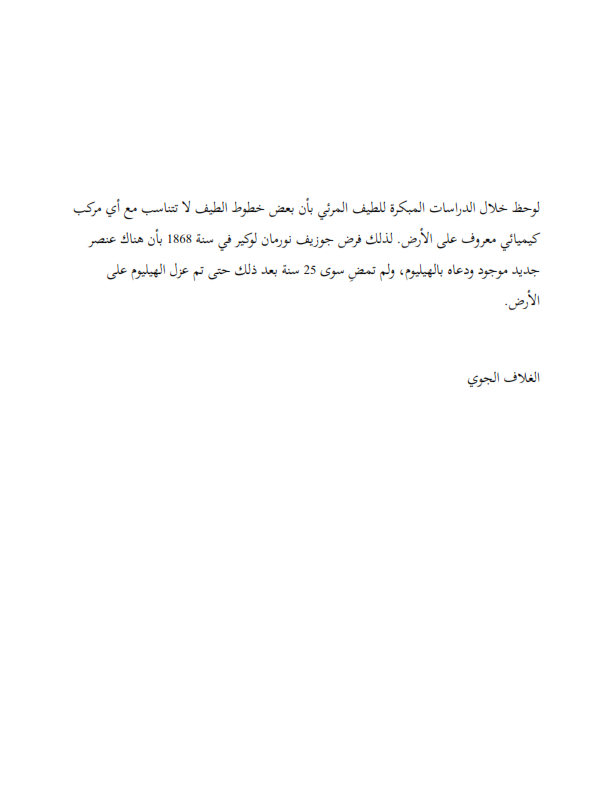 لوحظ خلال الدراسات المبكرة للطيف المرئي بأن بعض خطوط الطيف لا تتناسب مع أي مركب
كيميائي معروف على الأرض. لذلك فرض جوزيف نورمان لوكير في سنة 1868 بأن هناك عنصر
جديد موجود ودعاه بالهيليوم، ولم تمضِ سوى 25 سنة بعد ذلك حتى تم عزل الهيليوم على
الأرض.
الغلاف الجوي